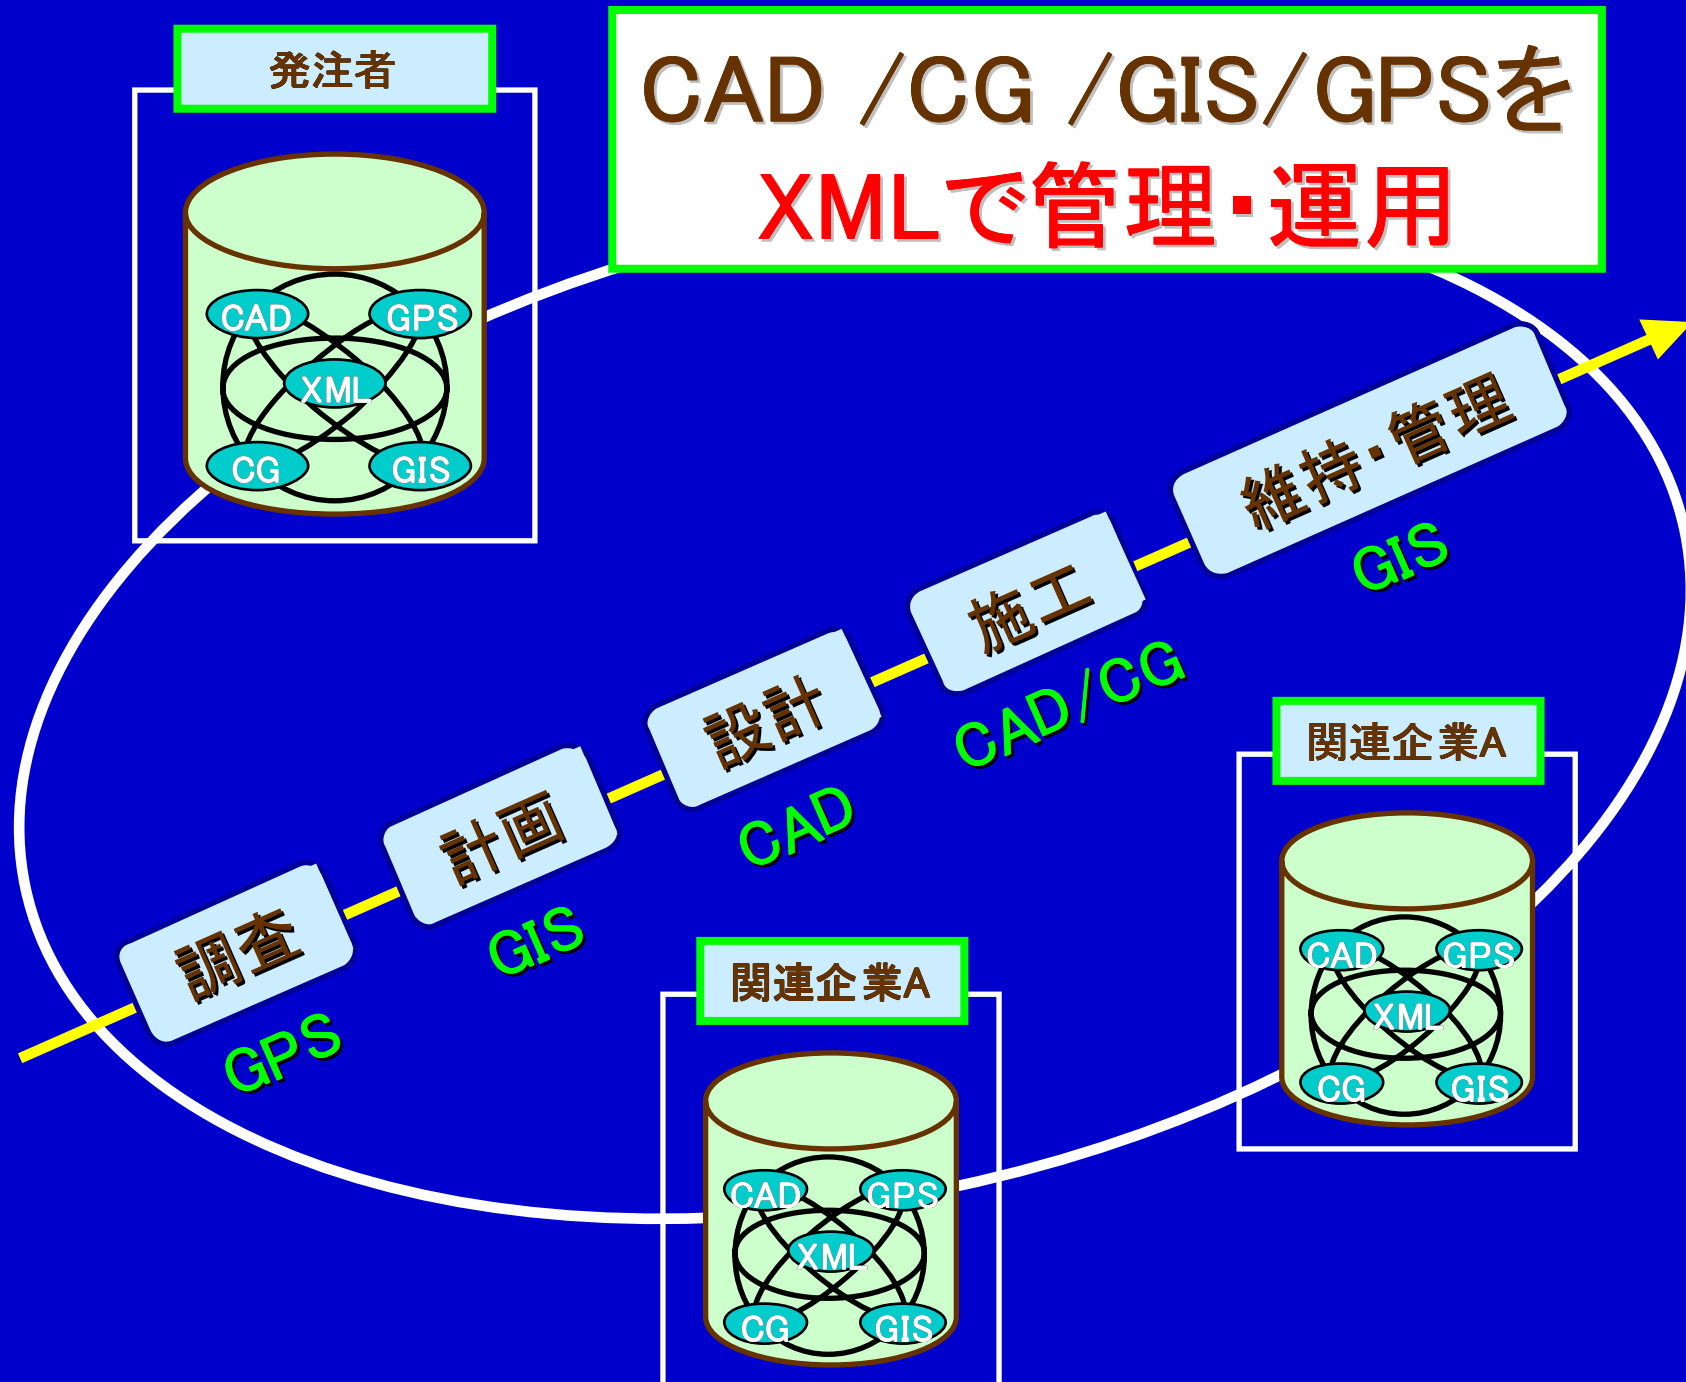 発注者
CAD /CG /GIS/GPSを
XMLで管理・運用
CAD
GPS
XML
CG
GIS
維持・管理
GIS
施工
CAD/CG
設計
CAD
計画
GIS
調査
GPS
関連企業A
CAD
GPS
XML
CG
GIS
関連企業A
CAD
GPS
XML
CG
GIS